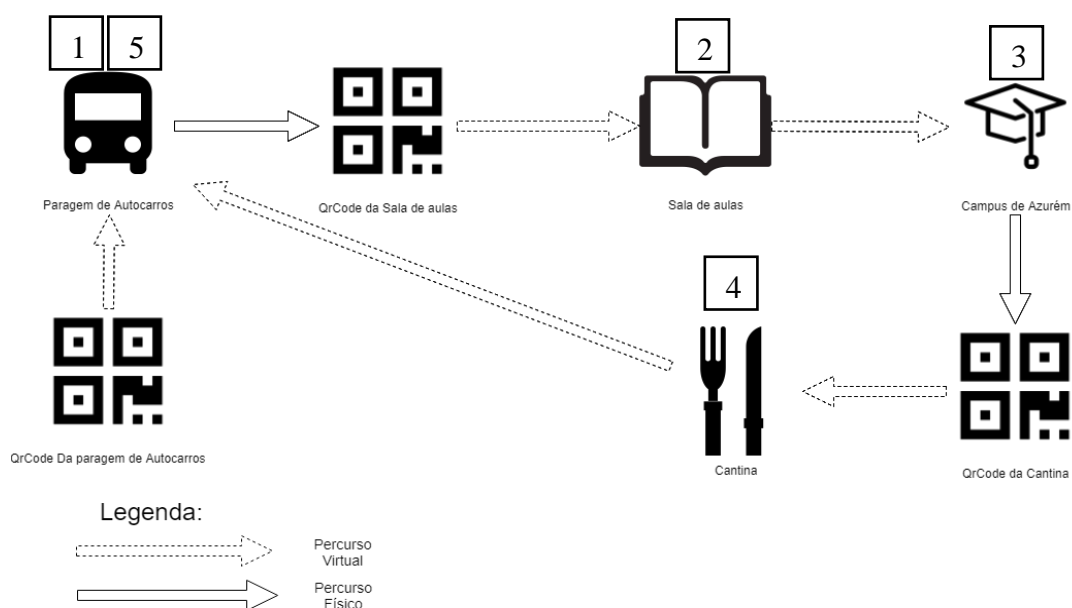 1 5
2
3
Paragem de Autocarros
QrCode da Sala de aulas
Sala de aulas
Campus de Azurém
4
QrCode Da paragem de Autocarros
Cantina
QrCode da Cantina
Legenda:
Percurso
Virtual
Percurso
Físico